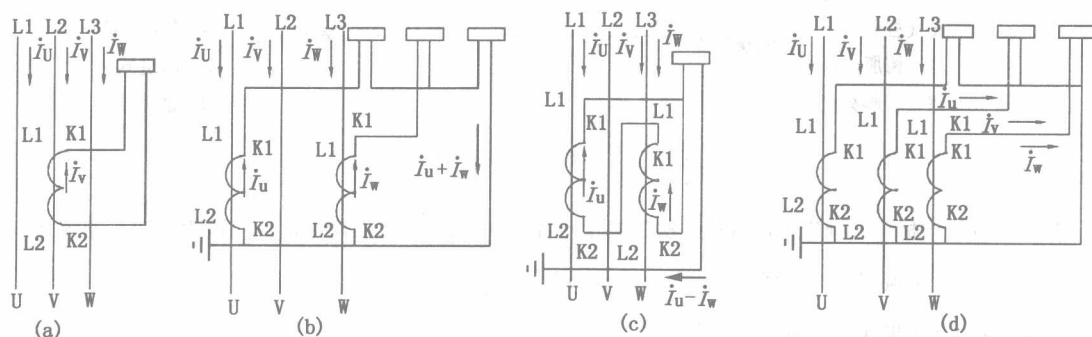 L1 L2 L3
İU İV İW
L1 K1
İv
L2 K2
U V W
(a)
L1 L2 L3
İU İV İW
L1 K1 L1 K1
İu İw İu+İw
L2 K2 L2 K2
U V W
(b)
L1 L2 L3
İU İV İW
L1 L1
K1 K1
İu İw
L2 K2 L2 K2
İu-İw
U V W
(c)
L1 L2 L3
İU İV İW
İu
L1 L1 L1 K1 İv
K1 K1 K1 İw
L2 K2 K2 K2
L2 L2
U V W
(d)